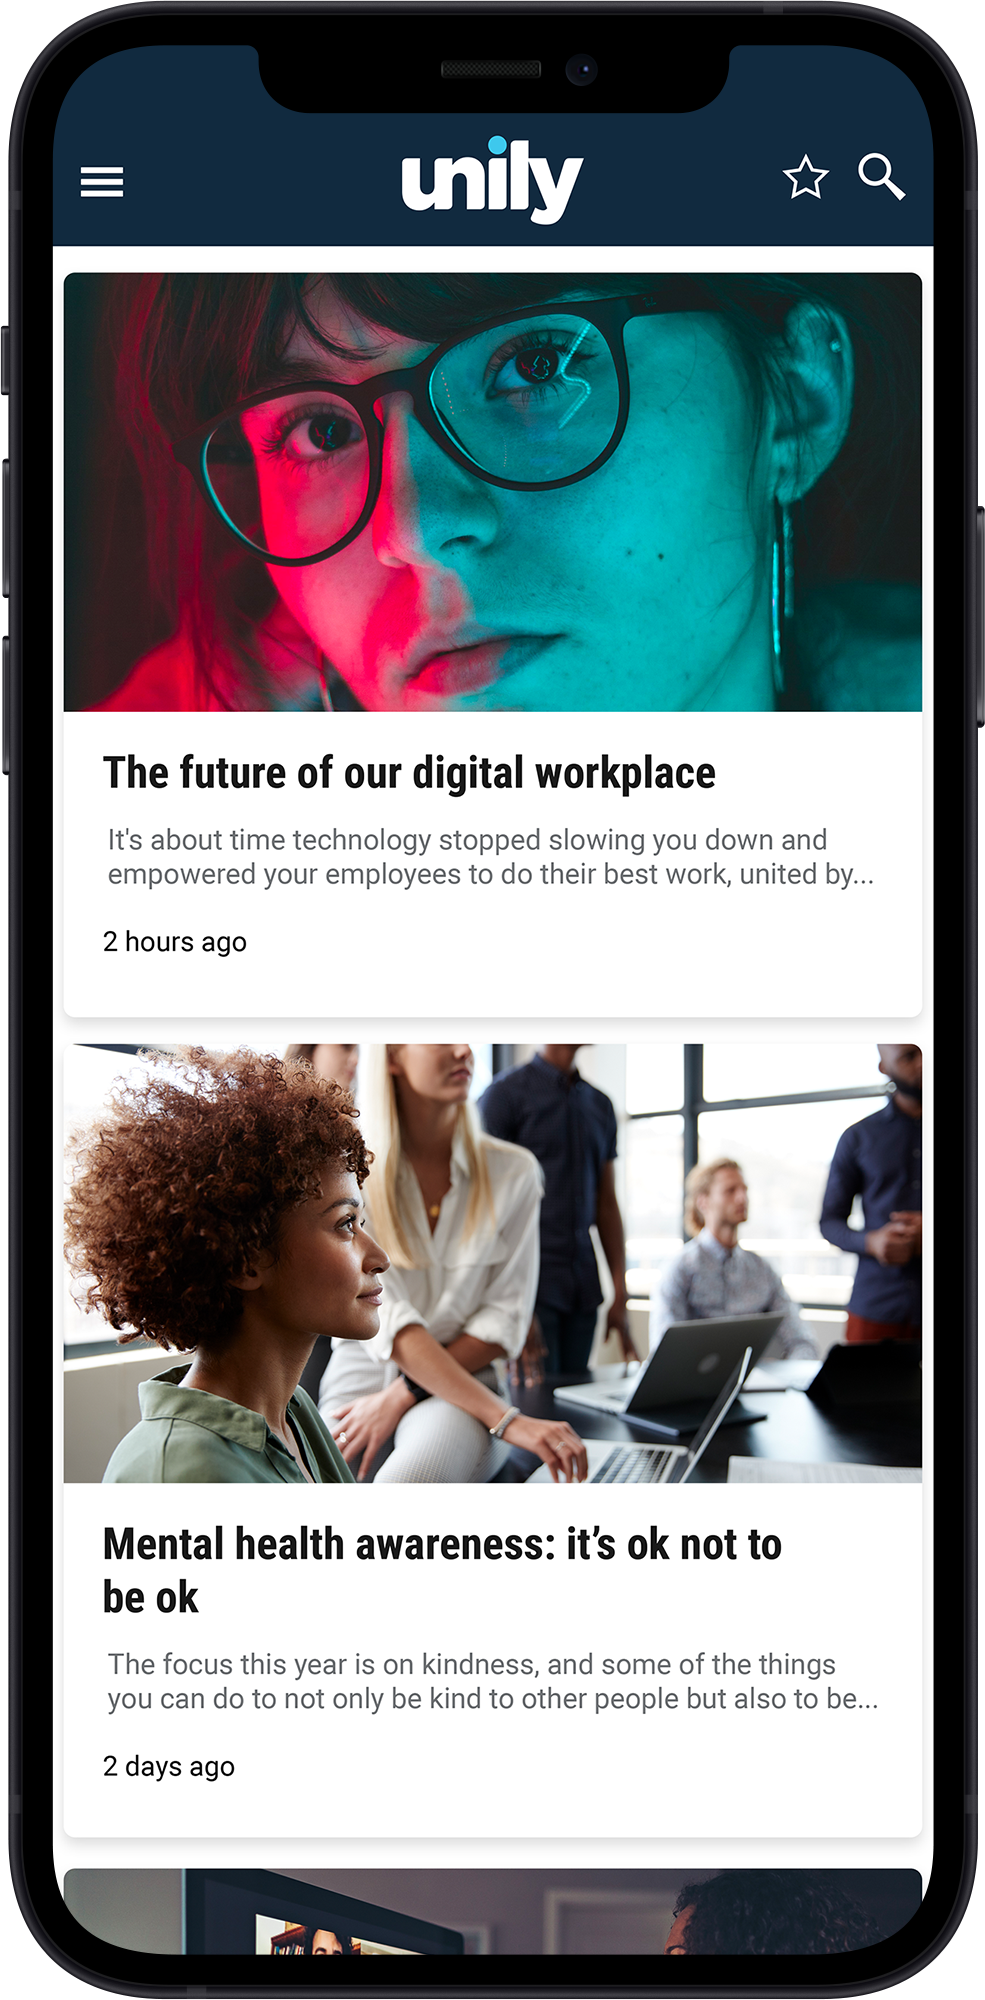 unily
The future of our digital workplace
It's about time technology stopped slowing you down and
empowered your employees to do their best work, united by...
2 hours ago
Mental health awareness: it’s ok not to
be ok
The focus this year is on kindness, and some of the things
you can do to not only be kind to other people but also to be...
2 days ago